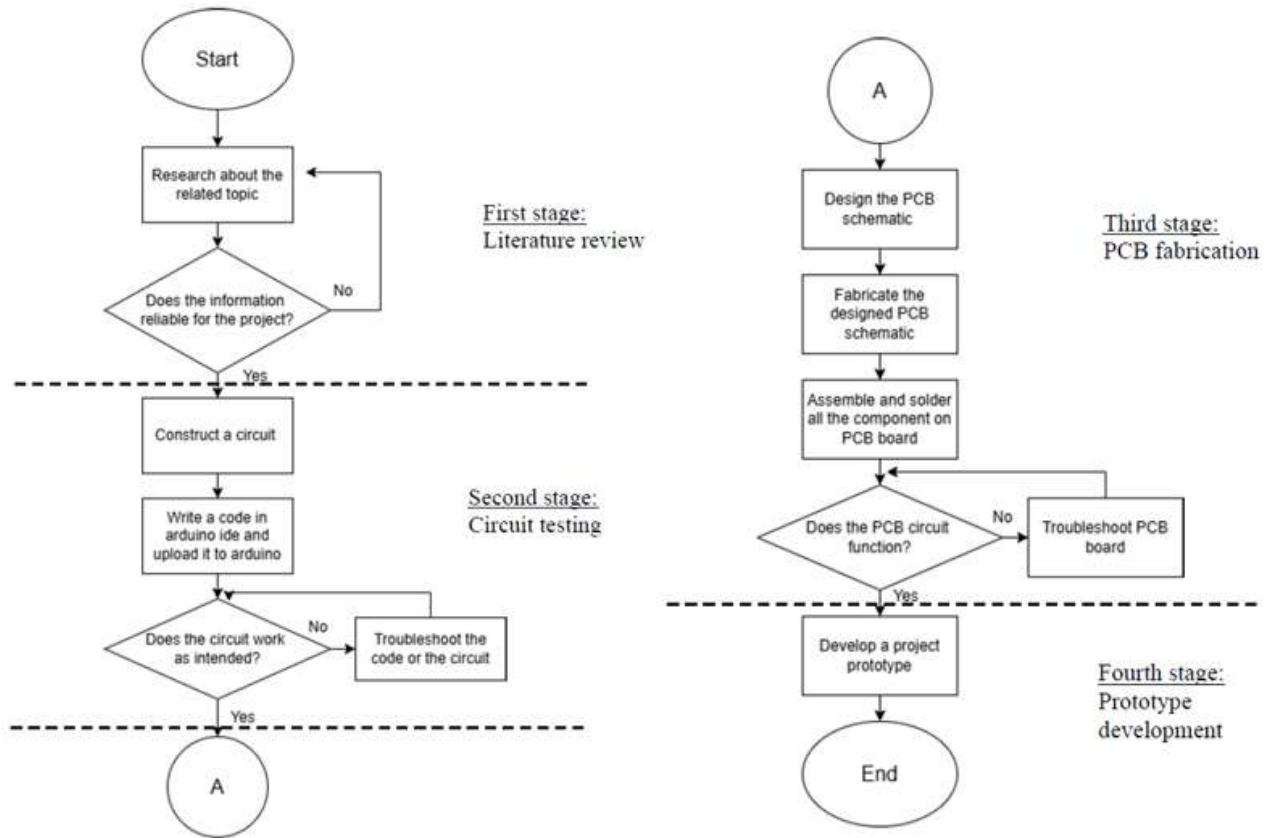 Start
Research about the
related topic
First stage:
Literature review
Does the information
reliable for the project?
No
Yes
Construct a circuit
Write a code in
arduino ide and
upload it to arduino
Second stage:
Circuit testing
Does the circuit work
as intended?
No
Troubleshoot the
code or the circuit
Yes
A
A
Design the PCB
schematic
Third stage:
PCB fabrication
Fabricate the
designed PCB
schematic
Assemble and solder
all the component on
PCB board
Does the PCB circuit
function?
No
Troubleshoot PCB
board
Yes
Develop a project
prototype
Fourth stage:
Prototype
development
End